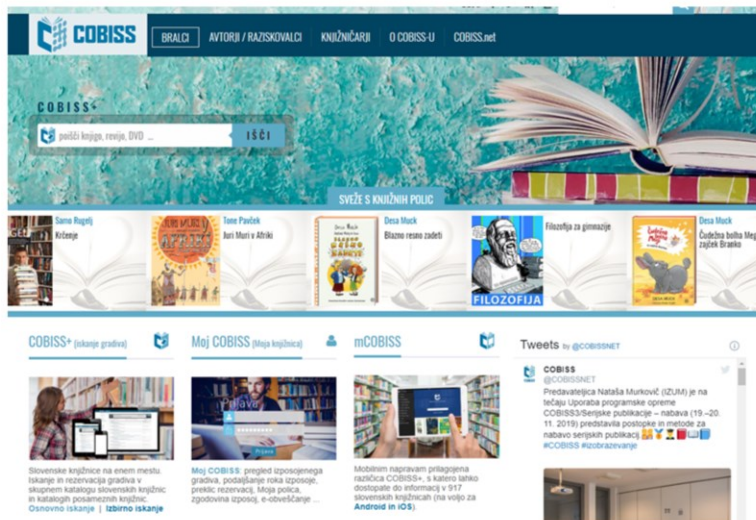 COBISS
BRALCI
AVTORJI / RAZISKOVALCI
KNJIŽNIČARJI
O COBISS-U
COBISS.net
COBISS+
poišči knjigo, revijo, DVD ...
IŠČI
SVEŽE S KNJIŽNIH POLIC
Samo Rugelj
Krčenje
Tone Pavček
Juri Muri v Afriki
Desa Muck
Blazno resno zadeti
Filozofija za gimnazije
FILOZOFIJA
Desa Muck
Čudežna bolha Meg
zajček Branko
COBISS+ (iskanje gradiva)
Slovenske knjižnice na enem mestu.
Iskanje in rezervacija gradiva v
skupnem katalogu slovenskih knjižnic
in katalogih posameznih knjižnic.
Osnovno iskanje | Izbirno iskanje
Moj COBISS (Moja knjižnica)
Prijava
Prijava
Moj COBISS: pregled izposojenega
gradiva, podaljšanje roka izposoje,
preklic rezervacij, Moja polica,
zgodovina izposoj, e-obveščanje ...
mCOBISS
Mobilnim napravam prilagojena
različica COBISS+, s katero lahko
dostopate do informacij v 917
slovenskih knjižnicah (na voljo za
Android in iOS).
Tweets by @COBISSNET
COBISS
@COBISSNET
Predavateljica Nataša Murkovič (IZUM) je na
tečaju Uporaba programske opreme
COBISS3/Serijske publikacije – nabava (19.–20.
11. 2019) predstavila postopke in metode za
nabavo serijskih publikacij.
#COBISS #izobrazevanje